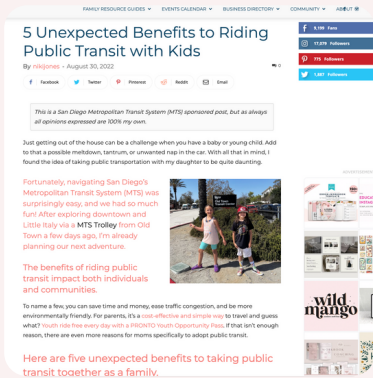 FAMILY RESOURCE GUIDES EVENTS CALENDAR BUSINESS DIRECTORY COMMUNITY ABOUT
5 Unexpected Benefits to Riding
Public Transit with Kids
By nikijones - August 30, 2022 0
Facebook Twitter Pinterest Reddit Email
9,199 Fans
17,079 Followers
775 Followers
1,887 Followers
This is a San Diego Metropolitan Transit System (MTS) sponsored post, but as always
all opinions expressed are 100% my own.
Just getting out of the house can be a challenge when you have a baby or young child. Add
to that a possible meltdown, tantrum, or unwanted nap in the car. With all that in mind, I
found the idea of taking public transportation with my daughter to be quite daunting.
Fortunately, navigating San Diego's
Metropolitan Transit System (MTS) was
surprisingly easy, and we had so much
fun! After exploring downtown and
Little Italy via a MTS Trolley from Old
Town a few days ago, I'm already
planning our next adventure.
The benefits of riding public
transit impact both individuals
and communities.
To name a few, you can save time and money, ease traffic congestion, and be more
environmentally friendly. For parents, it's a cost-effective and simple way to travel and guess
what? Youth ride free every day with a PRONTO Youth Opportunity Pass. If that isn't enough
reason, there are even more reasons for moms specifically to adopt public transit.
Here are five unexpected benefits to taking public
transit together as a family.
wild
mango